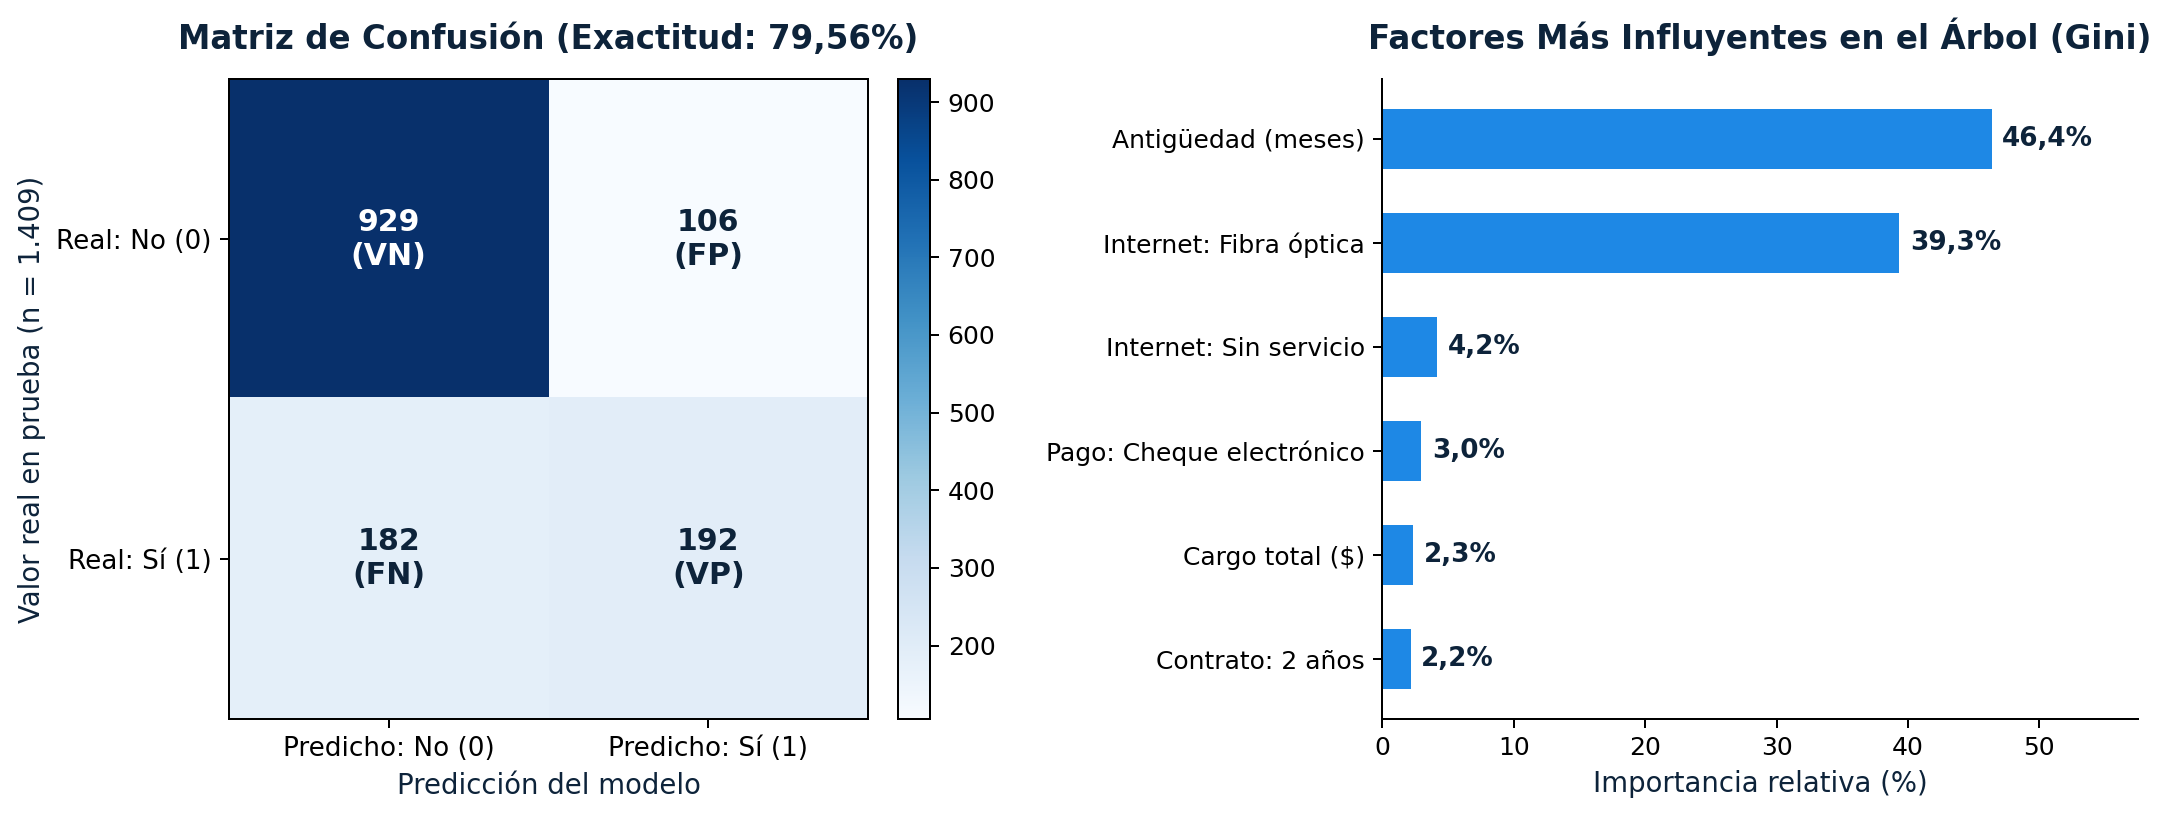 Matriz de Confusión (Exactitud: 79,56%)
Valor real en prueba (n = 1.409)
Real: No (0)
Real: Sí (1)
929
(VN)
106
(FP)
182
(FN)
192
(VP)
Predicho: No (0)
Predicho: Sí (1)
Predicción del modelo
900
800
700
600
500
400
300
200
Factores Más Influyentes en el Árbol (Gini)
Antigüedad (meses)
46,4%
Internet: Fibra óptica
39,3%
Internet: Sin servicio
4,2%
Pago: Cheque electrónico
3,0%
Cargo total ($)
2,3%
Contrato: 2 años
2,2%
0
10
20
30
40
50
Importancia relativa (%)